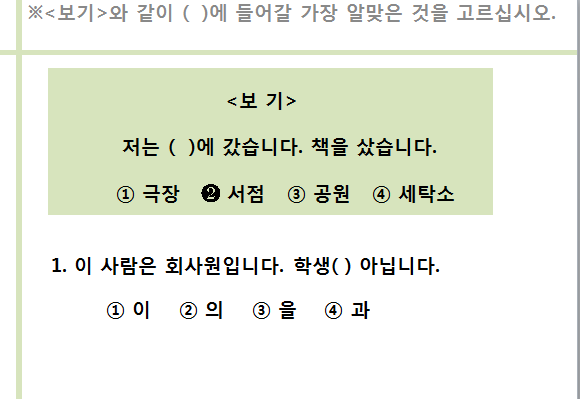 ※<보기>와 같이 ( )에 들어갈 가장 알맞은 것을 고르십시오.
<보 기>
저는 ( )에 갔습니다. 책을 샀습니다.
① 극장 ❷ 서점 ③ 공원 ④ 세탁소
1. 이 사람은 회사원입니다. 학생( ) 아닙니다.
① 이 ② 의 ③ 을 ④ 과